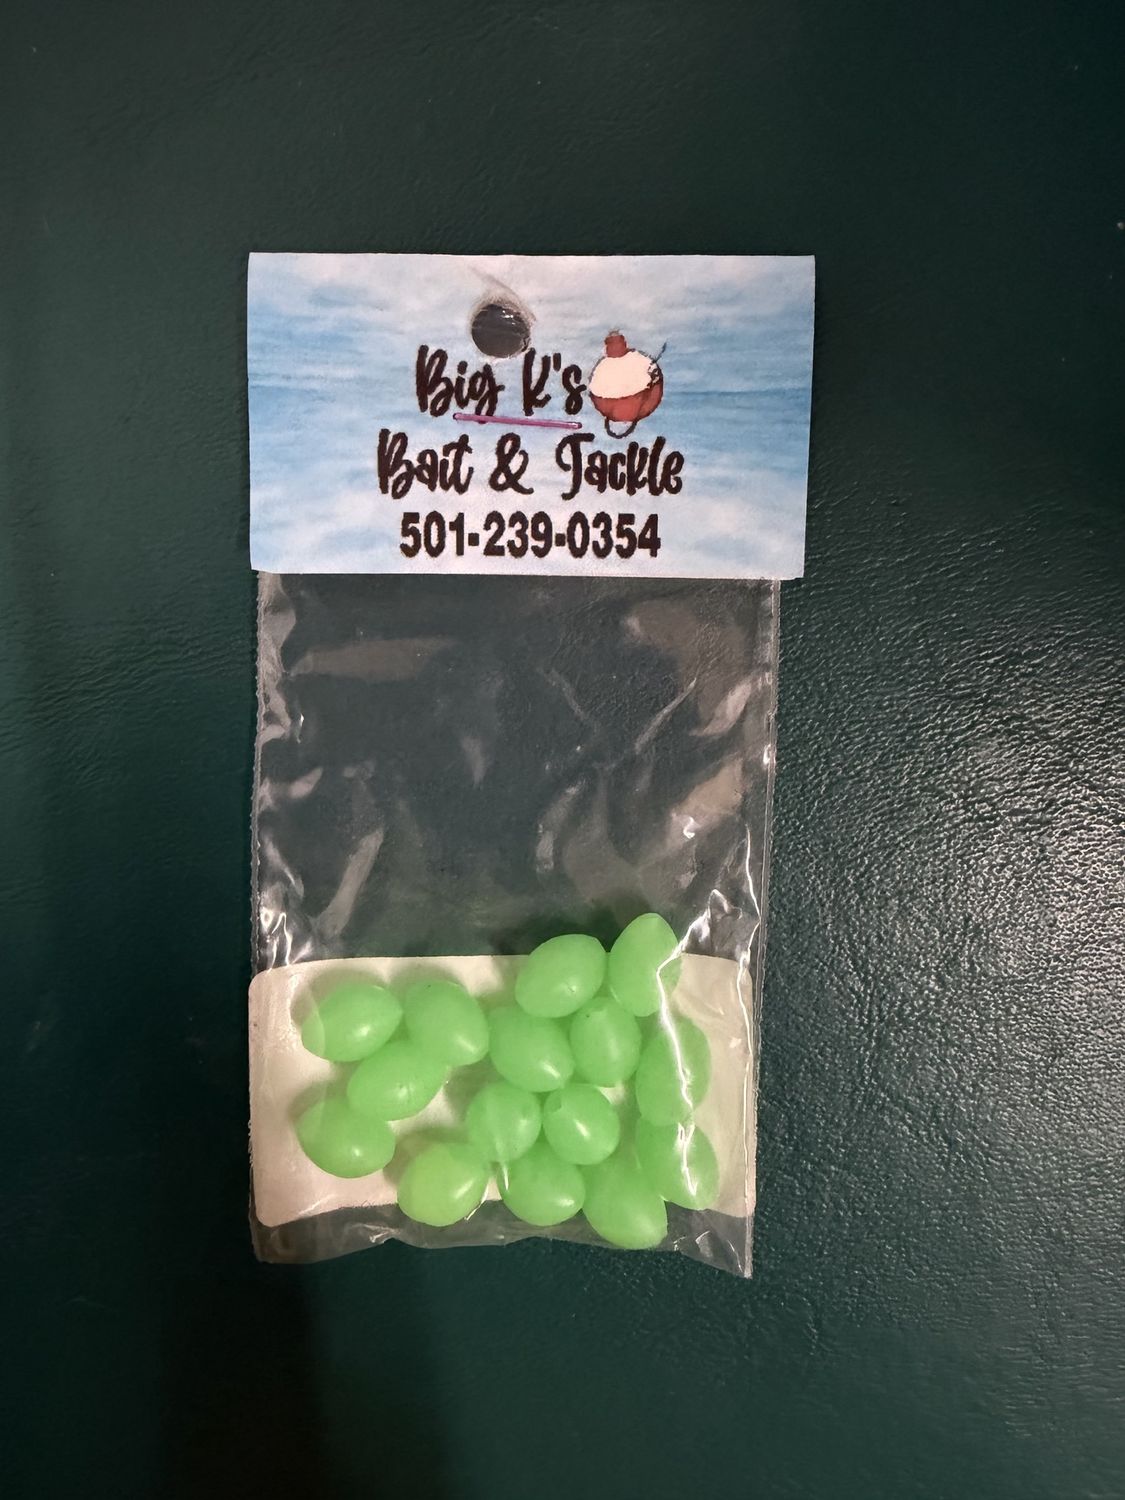 Big K's
Bait & Tackle
501-239-0354